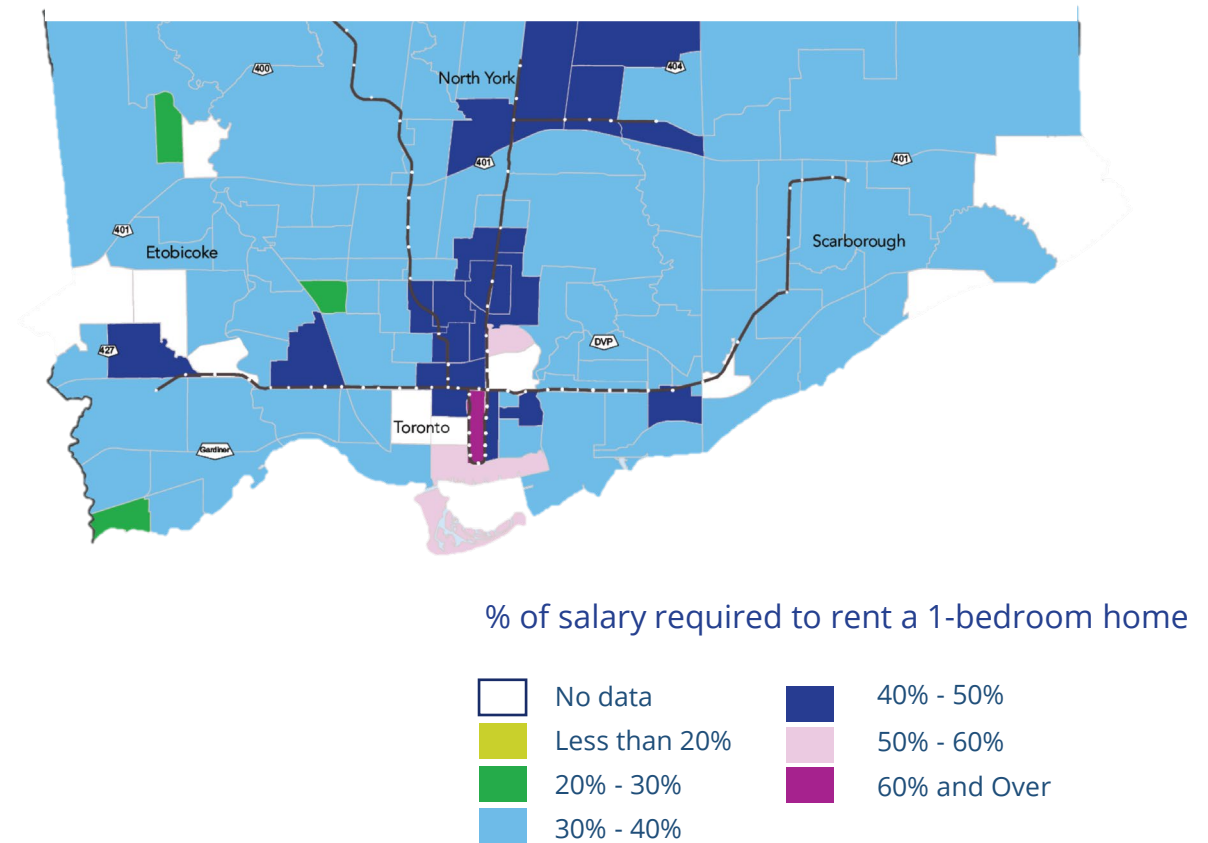 North York
400
404
401
401
401
Etobicoke
Scarborough
427
DVP
Toronto
Gardiner
% of salary required to rent a 1-bedroom home
No data
Less than 20%
20% - 30%
30% - 40%
40% - 50%
50% - 60%
60% and Over